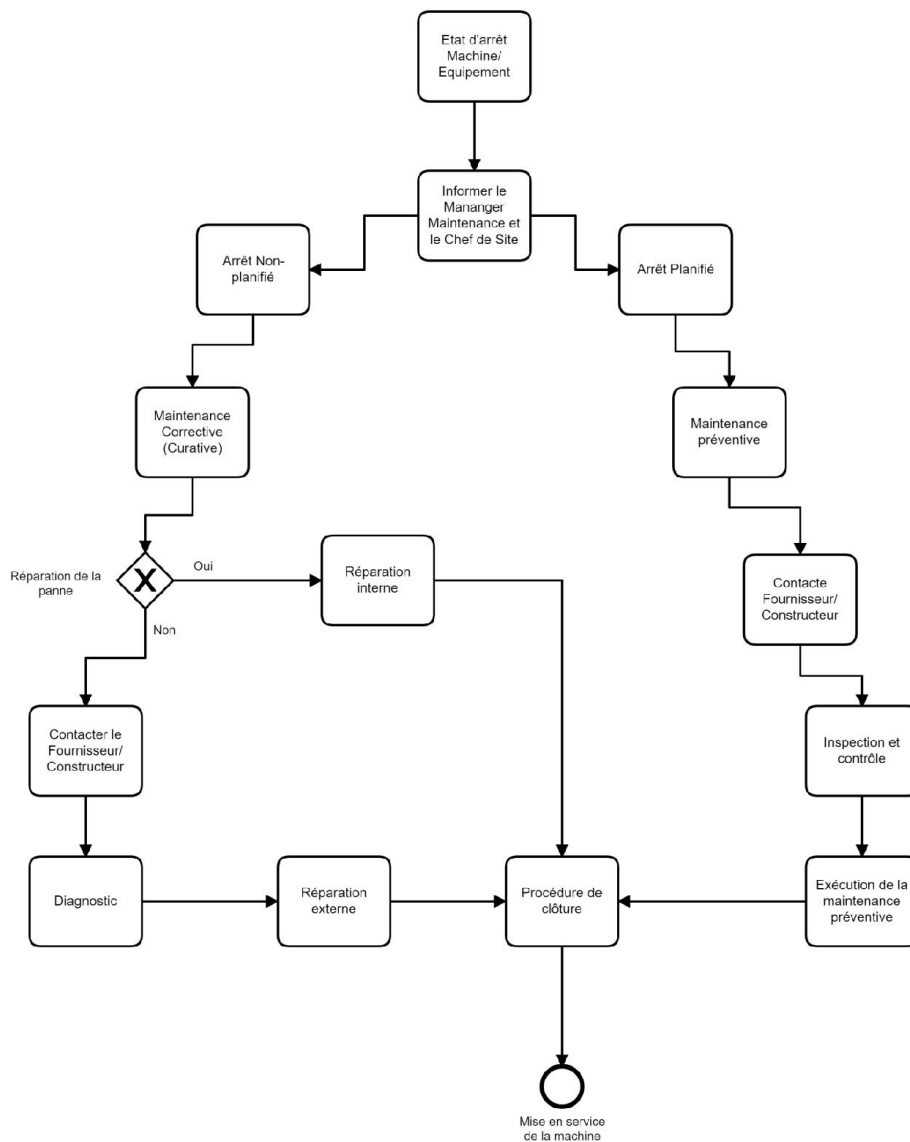 Etat d'arrêt
Machine/
Equipement
Informer le
Mananger
Maintenance et
le Chef de Site
Arrêt Non-
planifié
Arrêt Planifié
Maintenance
Corrective
(Curative)
Maintenance
préventive
Réparation de la
panne
Oui
Non
Réparation
interne
Contacte
Fournisseur/
Constructeur
Contacter le
Fournisseur/
Constructeur
Inspection et
contrôle
Diagnostic
Réparation
externe
Procédure de
clôture
Exécution de la
maintenance
préventive
Mise en service
de la machine